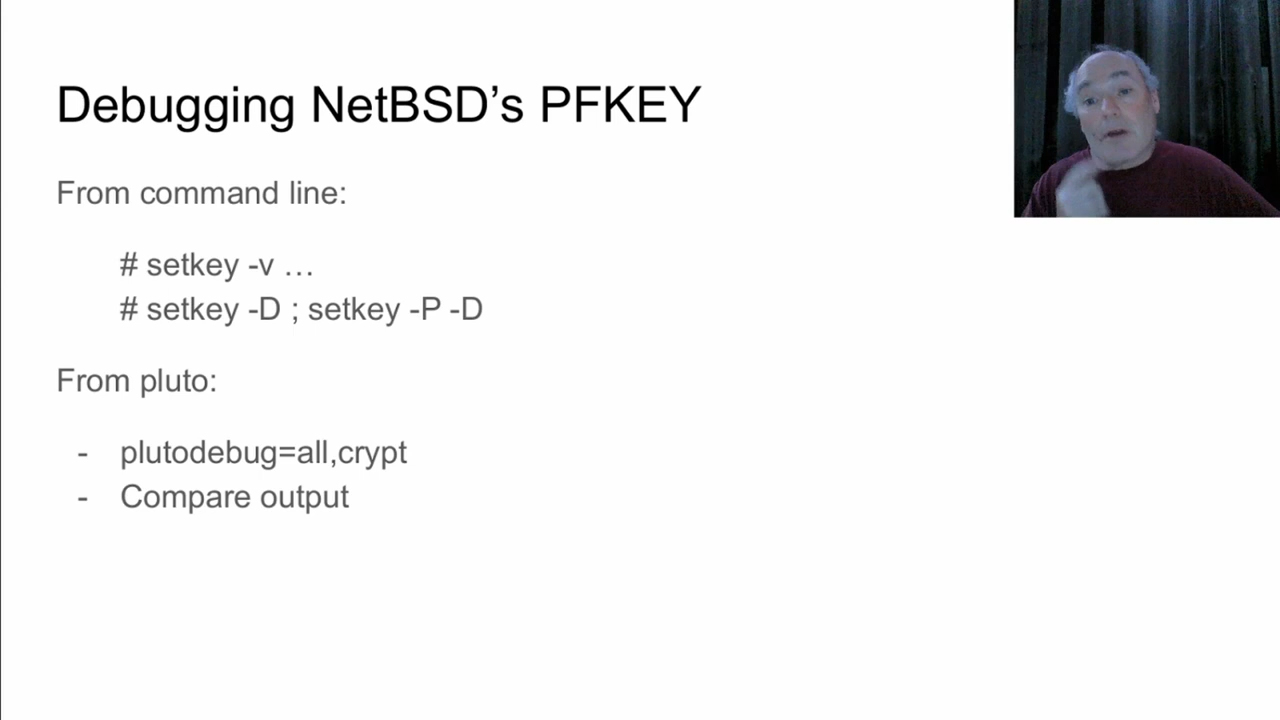 Debugging NetBSD’s PFKEY
From command line:
# setkey -v …
# setkey -D ; setkey -P -D
From pluto:
- plutodebug=all,crypt
- Compare output